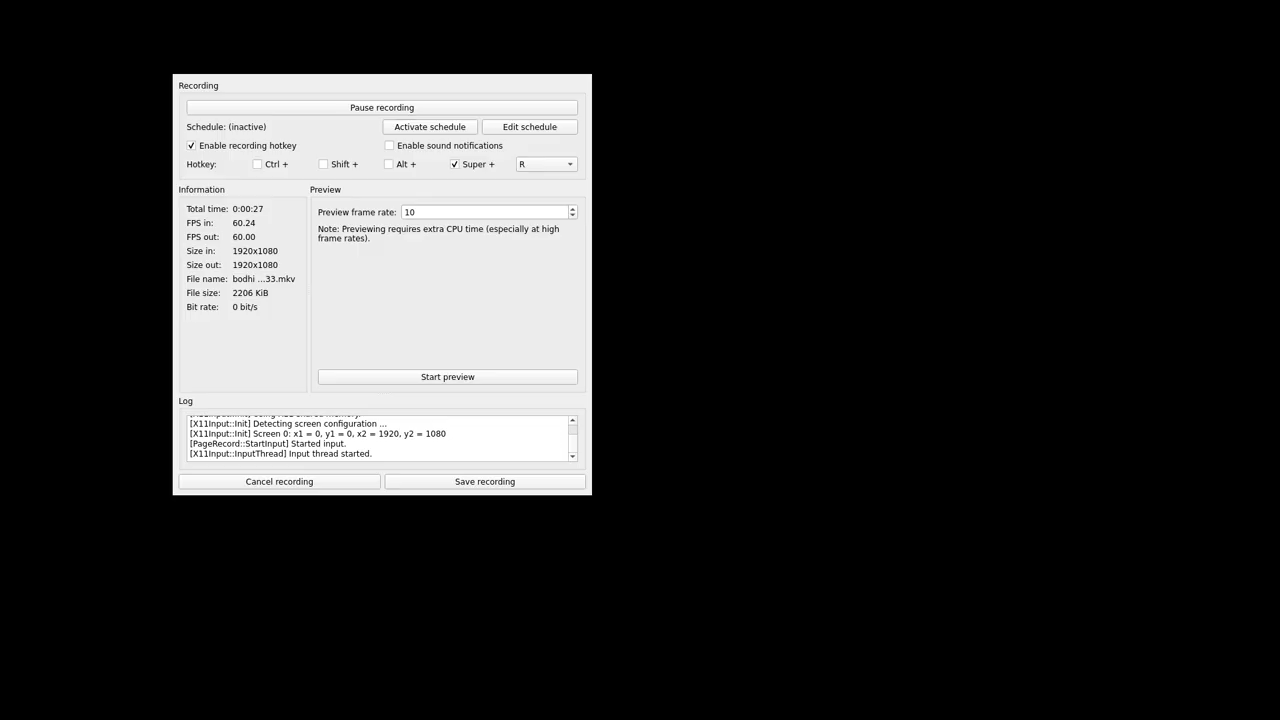 Recording
Pause recording
Schedule: (inactive)
Activate schedule
Edit schedule
Enable recording hotkey
Enable sound notifications
Hotkey:
Ctrl +
Shift +
Alt +
Super +
R
Information
Total time: 0:00:27
FPS in: 60.24
FPS out: 60.00
Size in: 1920x1080
Size out: 1920x1080
File name: bodhi ...33.mkv
File size: 2206 KiB
Bit rate: 0 bit/s
Preview
Preview frame rate: 10
Note: Previewing requires extra CPU time (especially at high
frame rates).
Start preview
Log
[X11Input::Init] Detecting screen configuration ...
[X11Input::Init] Screen 0: x1 = 0, y1 = 0, x2 = 1920, y2 = 1080
[PageRecord::StartInput] Started input.
[X11Input::InputThread] Input thread started.
Cancel recording
Save recording